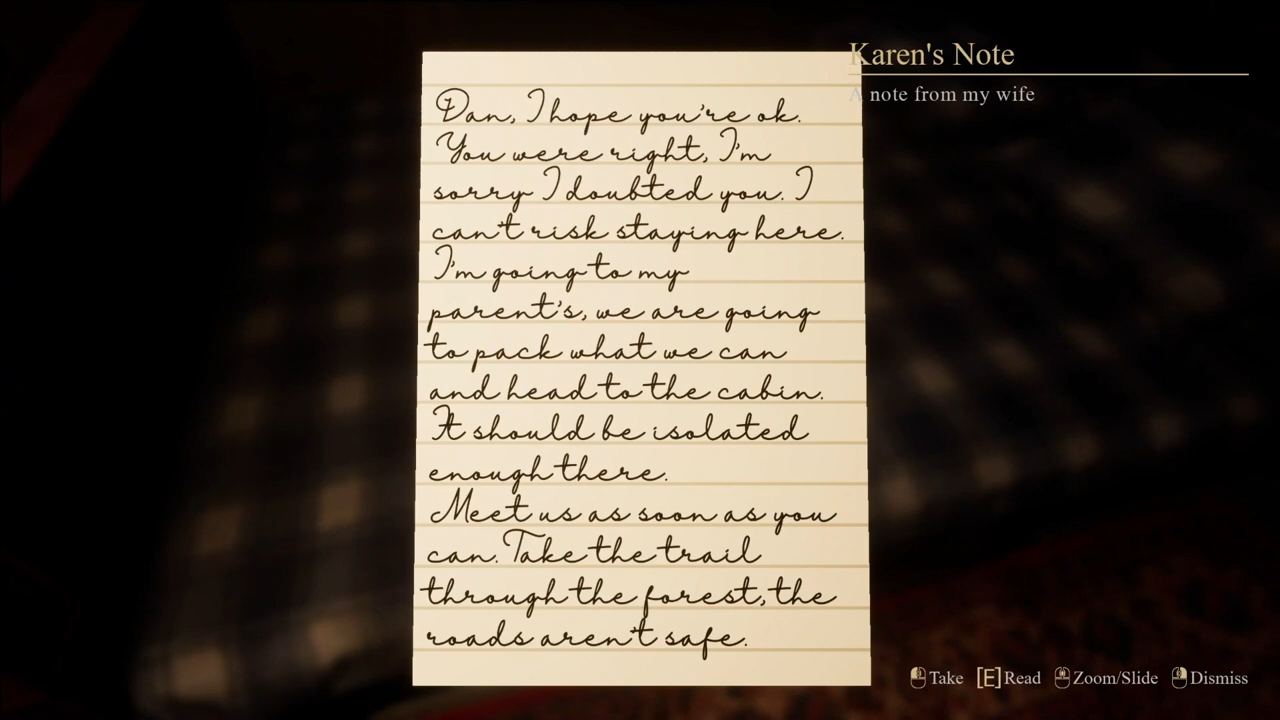 Karen's Note
A note from my wife
Dan, I hope you're ok.
You were right, I'm
sorry I doubted you. I
can't risk staying here.
I'm going to my
parent's, we are going
to pack what we can
and head to the cabin.
It should be isolated
enough there.
Meet us as soon as you
can. Take the trail
through the forest, the
roads aren't safe.
Take [E] Read Zoom/Slide Dismiss